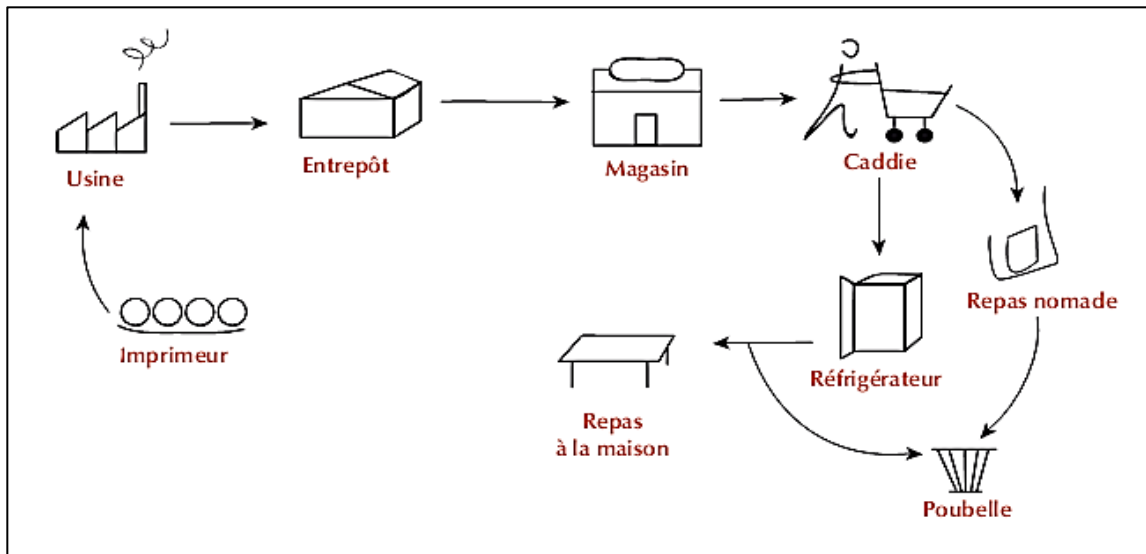 Usine
Entrepôt
Magasin
Caddie
Imprimeur
Réfrigérateur
Repas nomade
Repas
à la maison
Poubelle